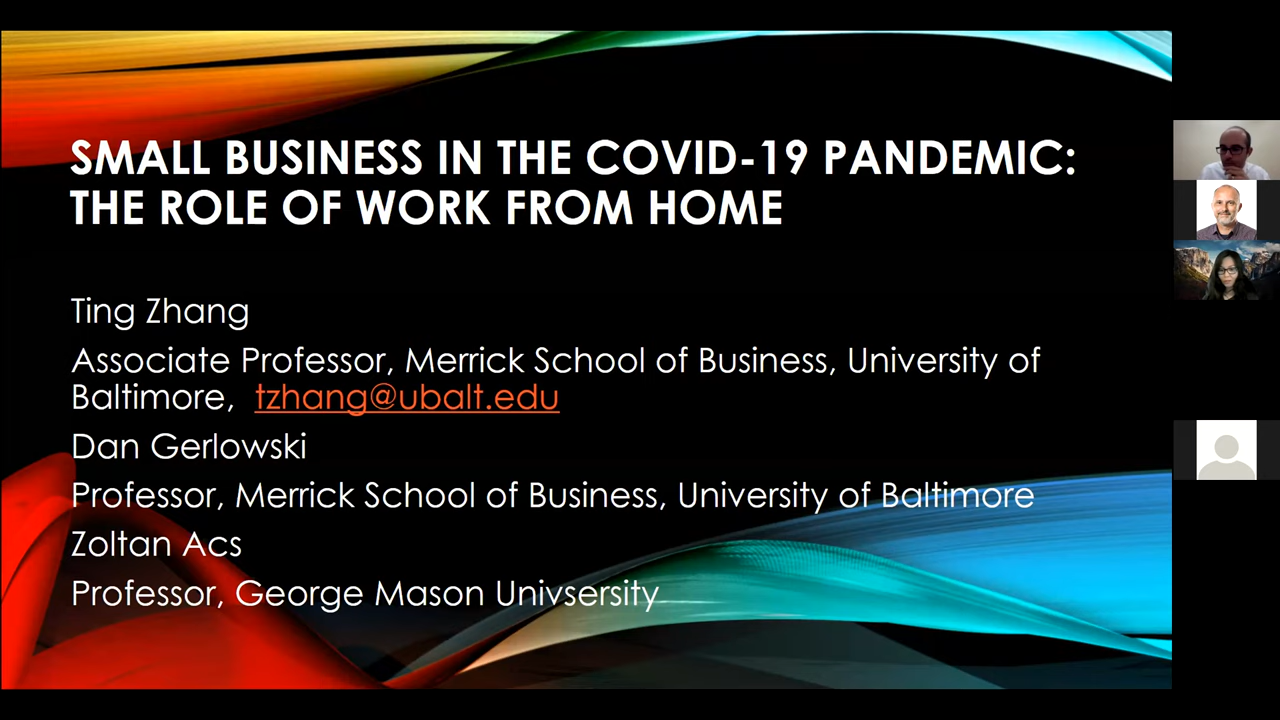 SMALL BUSINESS IN THE COVID-19 PANDEMIC:
THE ROLE OF WORK FROM HOME
Ting Zhang
Associate Professor, Merrick School of Business, University of
Baltimore, tzhang@ubalt.edu
Dan Gerlowski
Professor, Merrick School of Business, University of Baltimore
Zoltan Acs
Professor, George Mason Univsersity